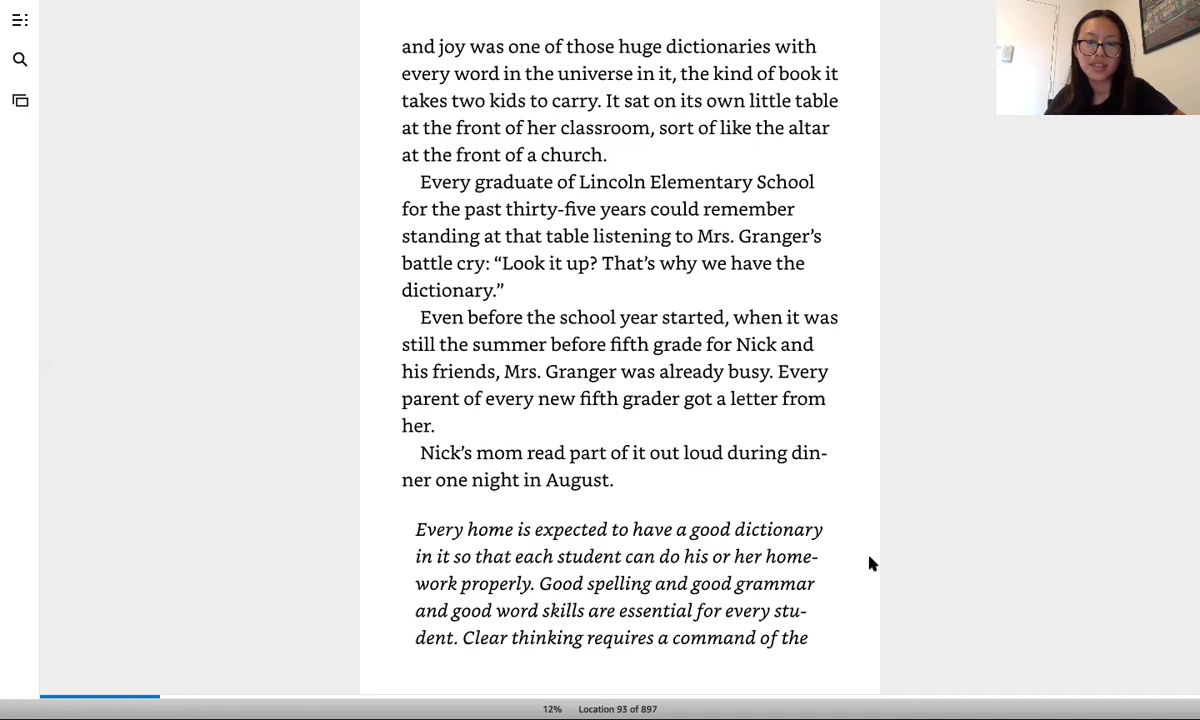 and joy was one of those huge dictionaries with
every word in the universe in it, the kind of book it
takes two kids to carry. It sat on its own little table
at the front of her classroom, sort of like the altar
at the front of a church.
Every graduate of Lincoln Elementary School
for the past thirty-five years could remember
standing at that table listening to Mrs. Granger’s
battle cry: “Look it up? That’s why we have the
dictionary.”
Even before the school year started, when it was
still the summer before fifth grade for Nick and
his friends, Mrs. Granger was already busy. Every
parent of every new fifth grader got a letter from
her.
Nick’s mom read part of it out loud during din-
ner one night in August.
Every home is expected to have a good dictionary
in it so that each student can do his or her home-
work properly. Good spelling and good grammar
and good word skills are essential for every stu-
dent. Clear thinking requires a command of the
12% Location 93 of 897